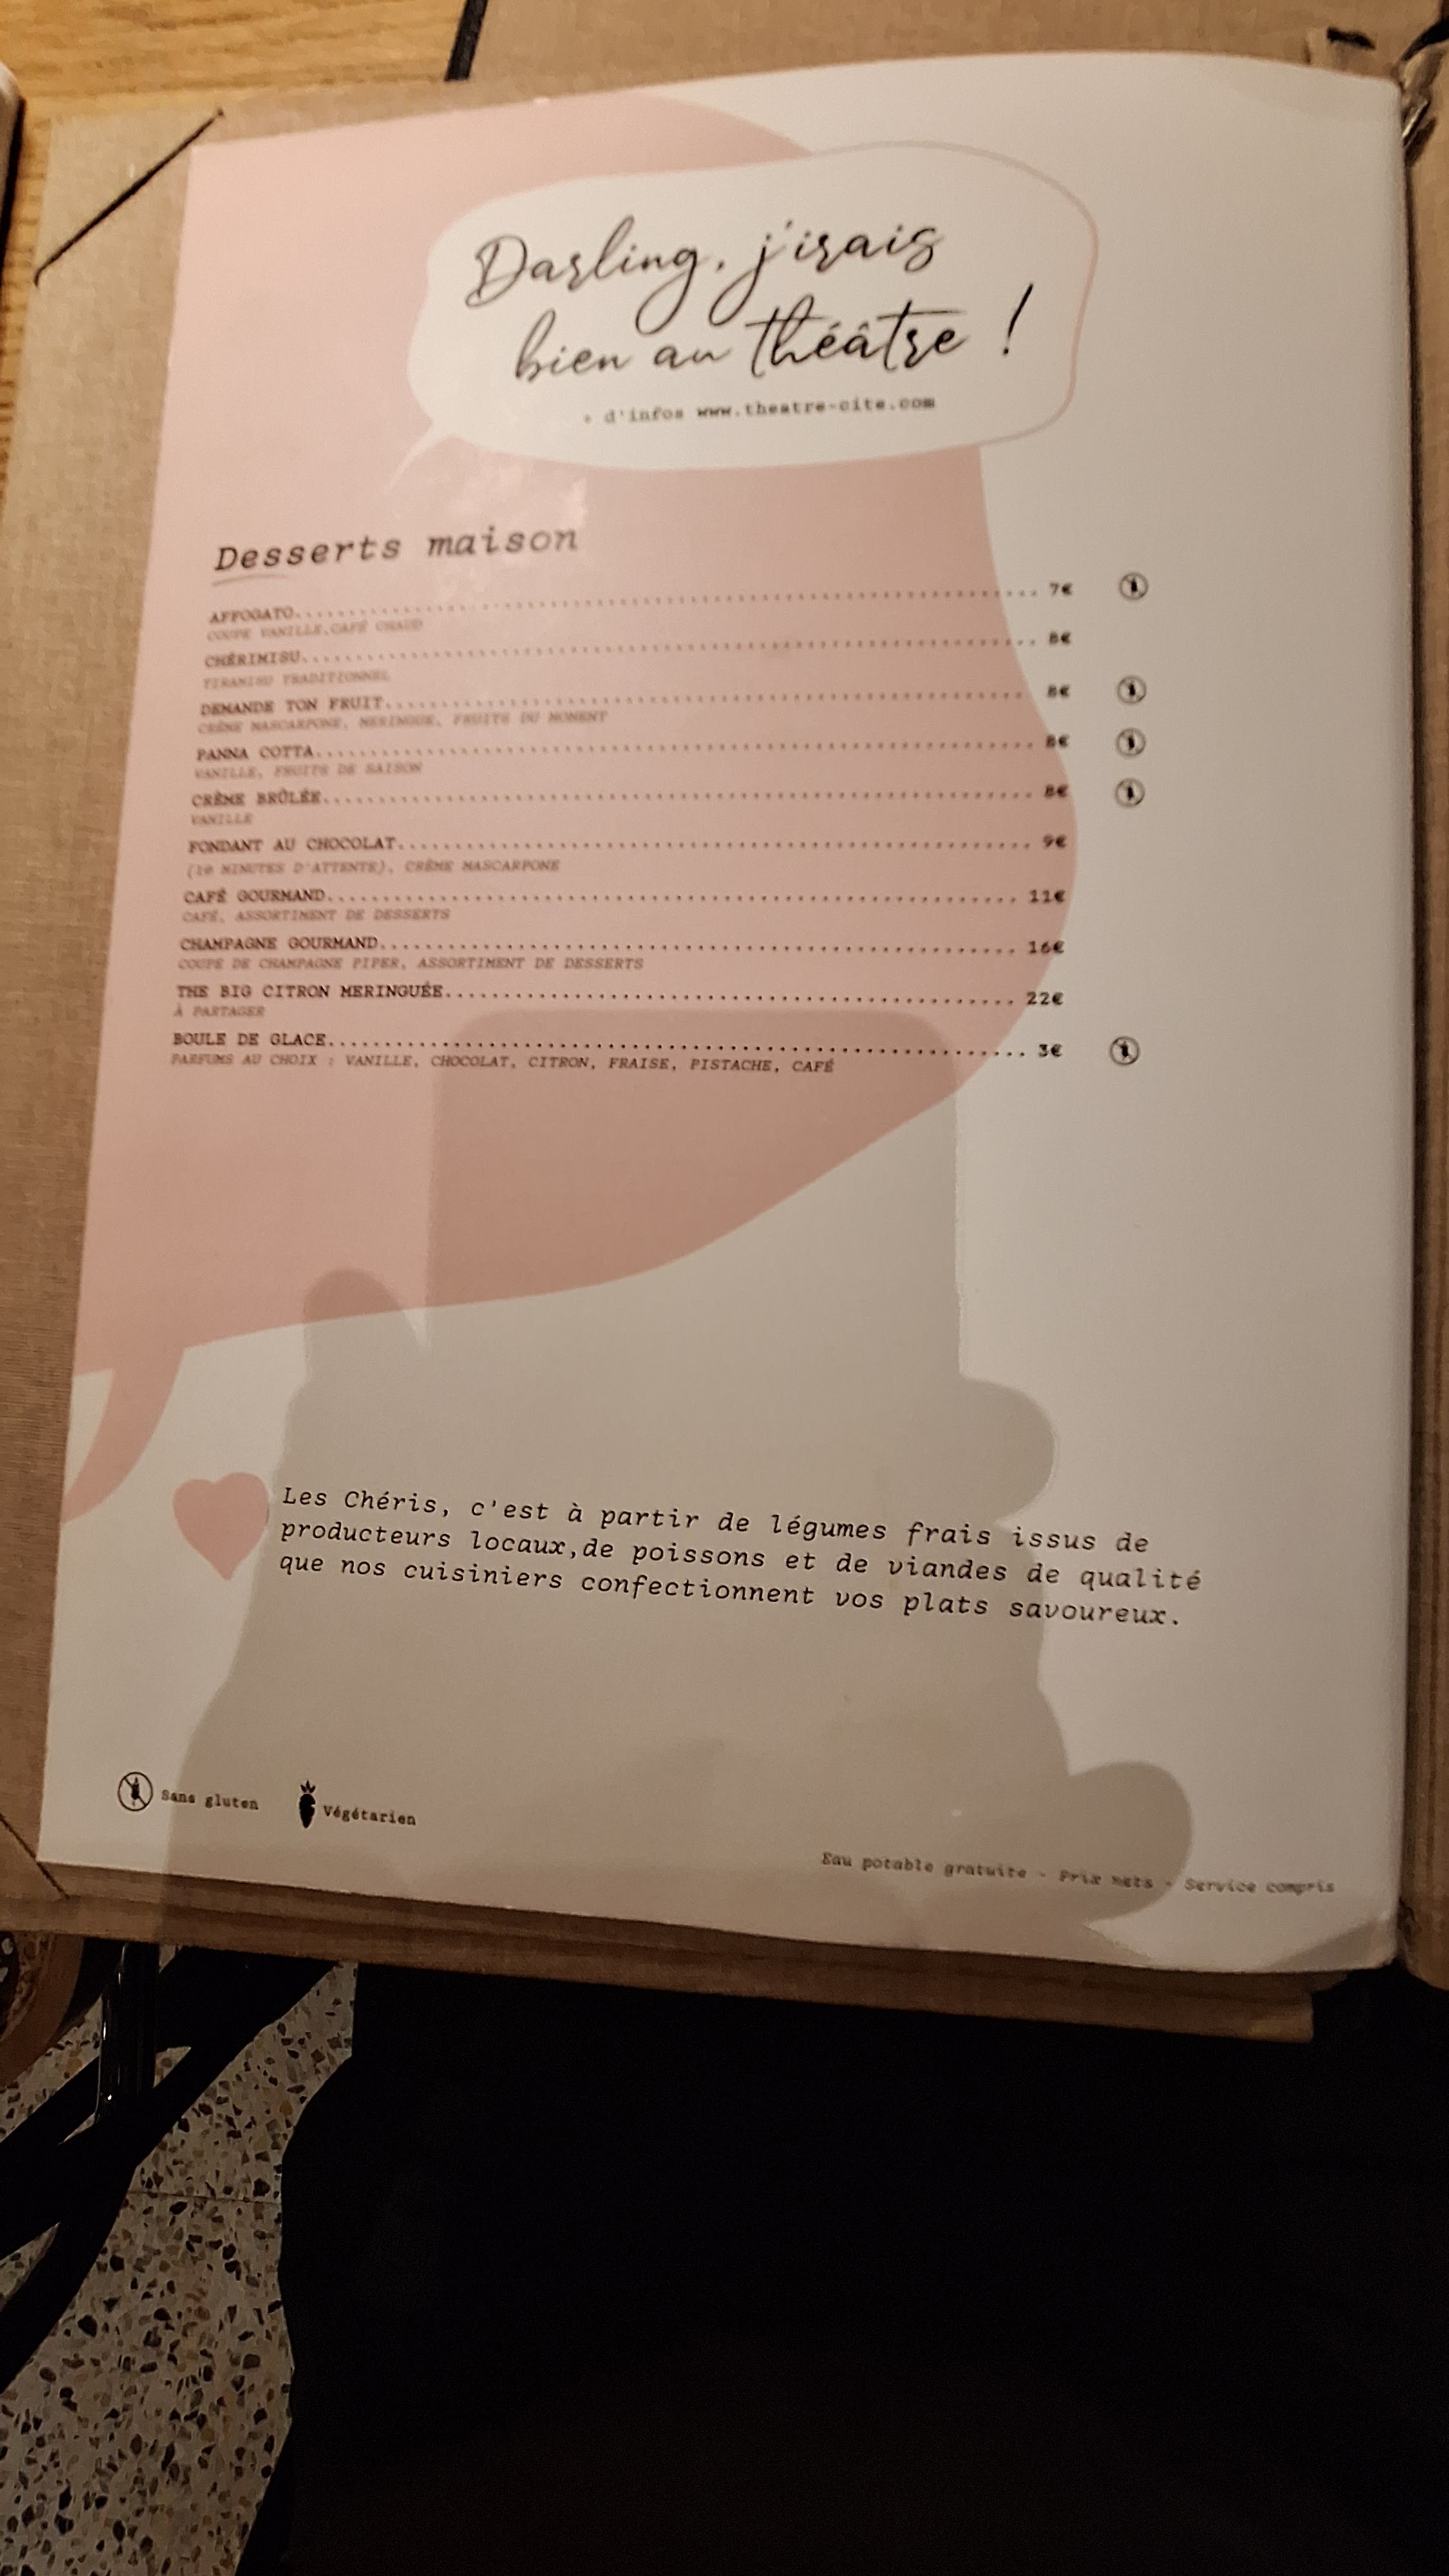 Darling, j'irais
bien au théâtre !
+ d'infos www.theatre-cite.com
Desserts maison
AFFOGATO........................................ 7€
COUPE VANILLE,CAFÉ CHAUD
CHÉRIMISU........................................ 8€
TIRAMISU TRADITIONNEL
DEMANDE TON FRUIT........................................ 8€
CRÈME MASCARPONE, MERINGUE, FRUITS DU MOMENT
PANNA COTTA........................................ 8€
VANILLE, FRUITS DE SAISON
CRÈME BRÛLÉE........................................ 8€
VANILLE
FONDANT AU CHOCOLAT........................................ 9€
(10 MINUTES D'ATTENTE), CRÈME MASCARPONE
CAFÉ GOURMAND........................................ 11€
CAFÉ, ASSORTIMENT DE DESSERTS
CHAMPAGNE GOURMAND........................................ 16€
COUPE DE CHAMPAGNE PIPER, ASSORTIMENT DE DESSERTS
THE BIG CITRON MERINGUÉE........................................ 22€
À PARTAGER
BOULE DE GLACE........................................ 3€
PARFUMS AU CHOIX : VANILLE, CHOCOLAT, CITRON, FRAISE, PISTACHE, CAFÉ
Les Chéris, c'est à partir de légumes frais issus de
producteurs locaux,de poissons et de viandes de qualité
que nos cuisiniers confectionnent vos plats savoureux.
Sans gluten Végétarien
Eau potable gratuite - Prix nets - Service compris